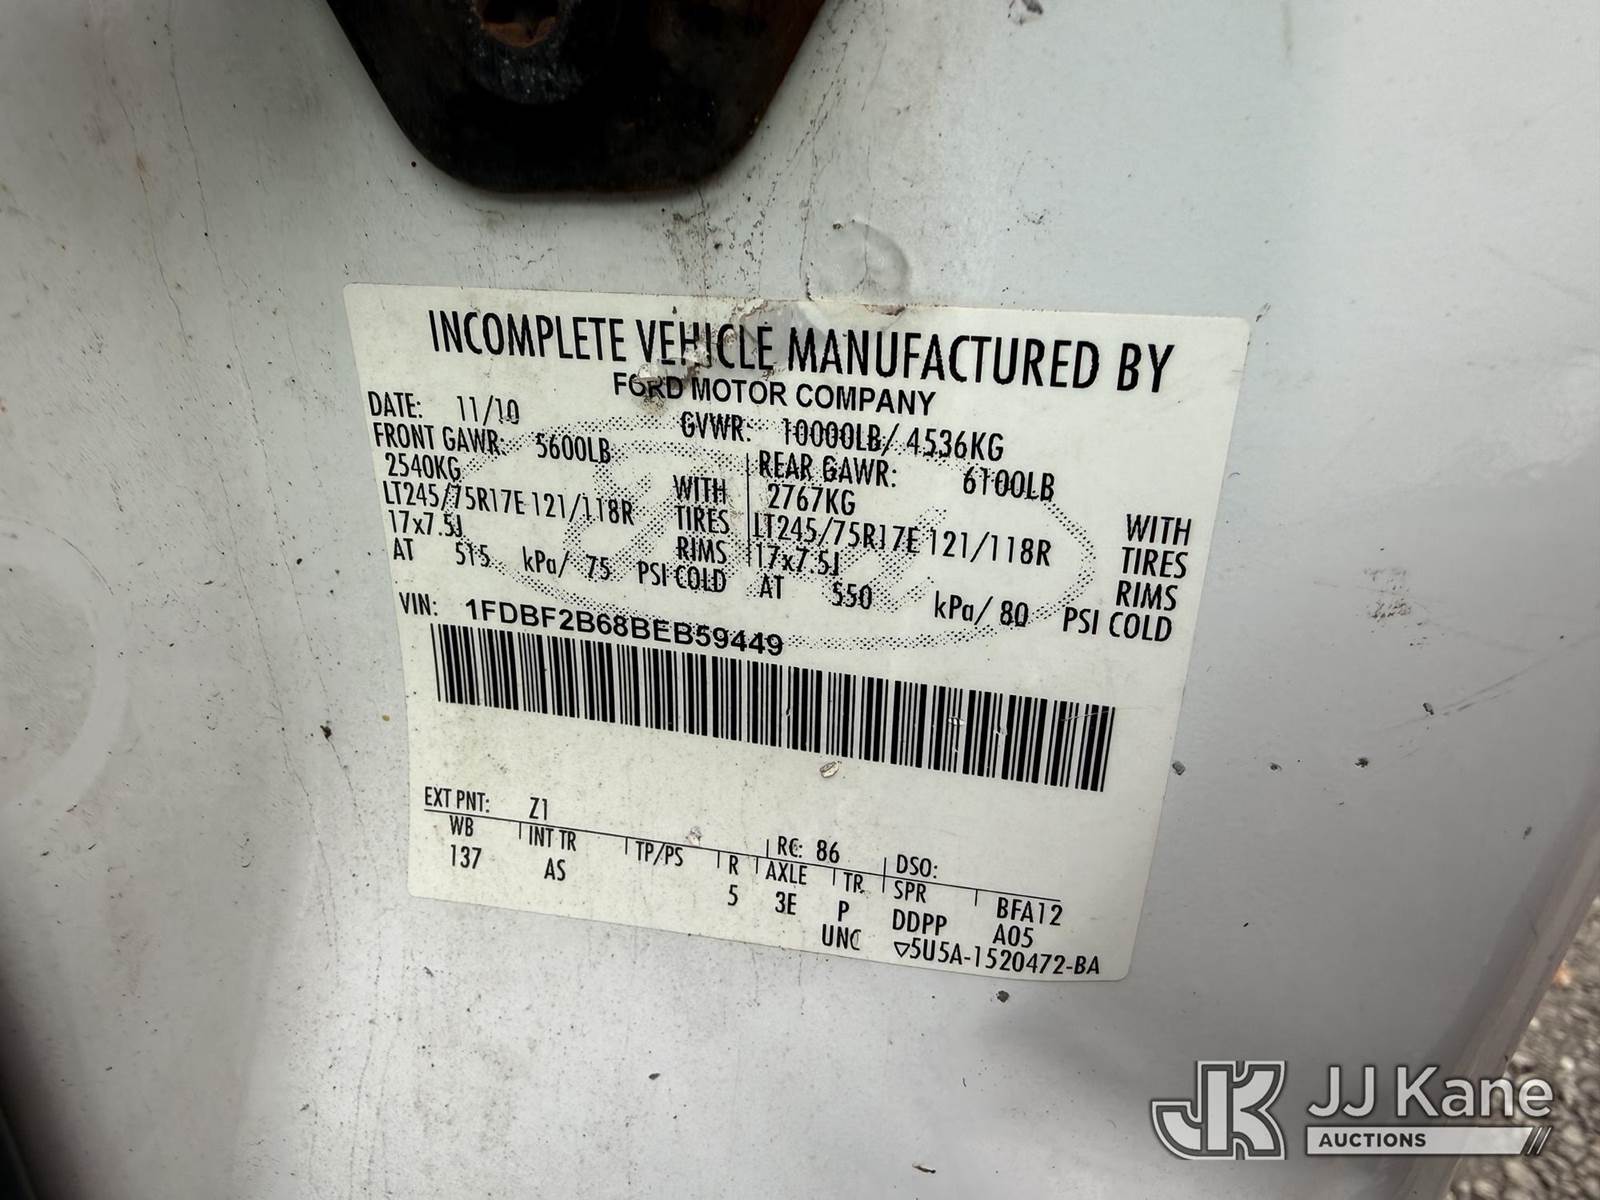 INCOMPLETE VEHICLE MANUFACTURED BY
FORD MOTOR COMPANY
DATE: 11/10 GVWR: 10000LB/ 4536KG
FRONT GAWR: 5600LB REAR GAWR: 6100LB
2540KG WITH 2767KG WITH
LT245/75R17E 121/118R TIRES LT245/75R17E 121/118R TIRES
17x7.5J RIMS 17x7.5J RIMS
AT 515 kPa/ 75 PSI COLD AT 550 kPa/ 80 PSI COLD
VIN: 1FDBF2B68BEB59449
EXT PNT: Z1 RC: 86 DSO:
WB INT TR TP/PS R AXLE TR SPR BFA12
137 AS 5 3E P DDPP A05
UNC ▽5U5A-1520472-BA
JK JJ Kane
AUCTIONS